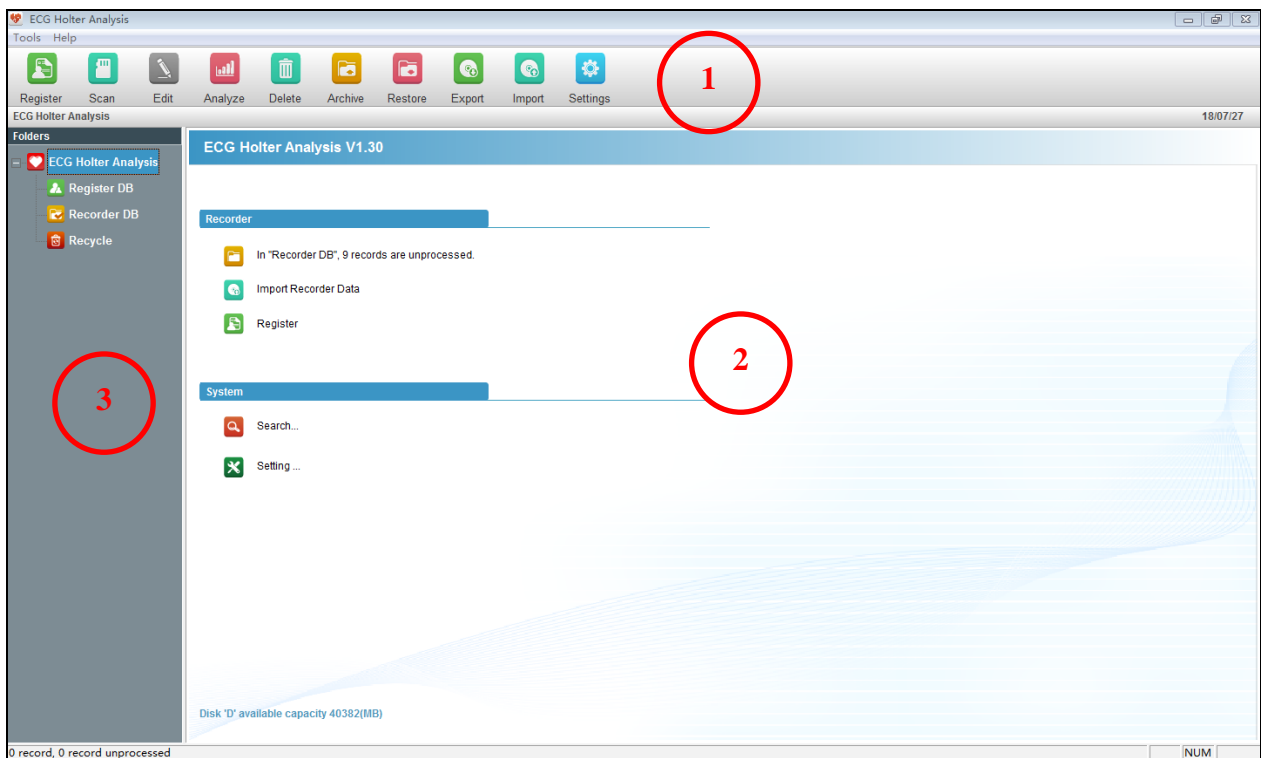 ECG Holter Analysis
Tools Help
Register Scan Edit Analyze Delete Archive Restore Export Import Settings
1
ECG Holter Analysis 18/07/27
Folders
ECG Holter Analysis
Register DB
Recorder DB
Recycle
3
ECG Holter Analysis V1.30
Recorder
In "Recorder DB", 9 records are unprocessed.
Import Recorder Data
Register
2
System
Search...
Setting ...
Disk 'D' available capacity 40382(MB)
0 record, 0 record unprocessed NUM